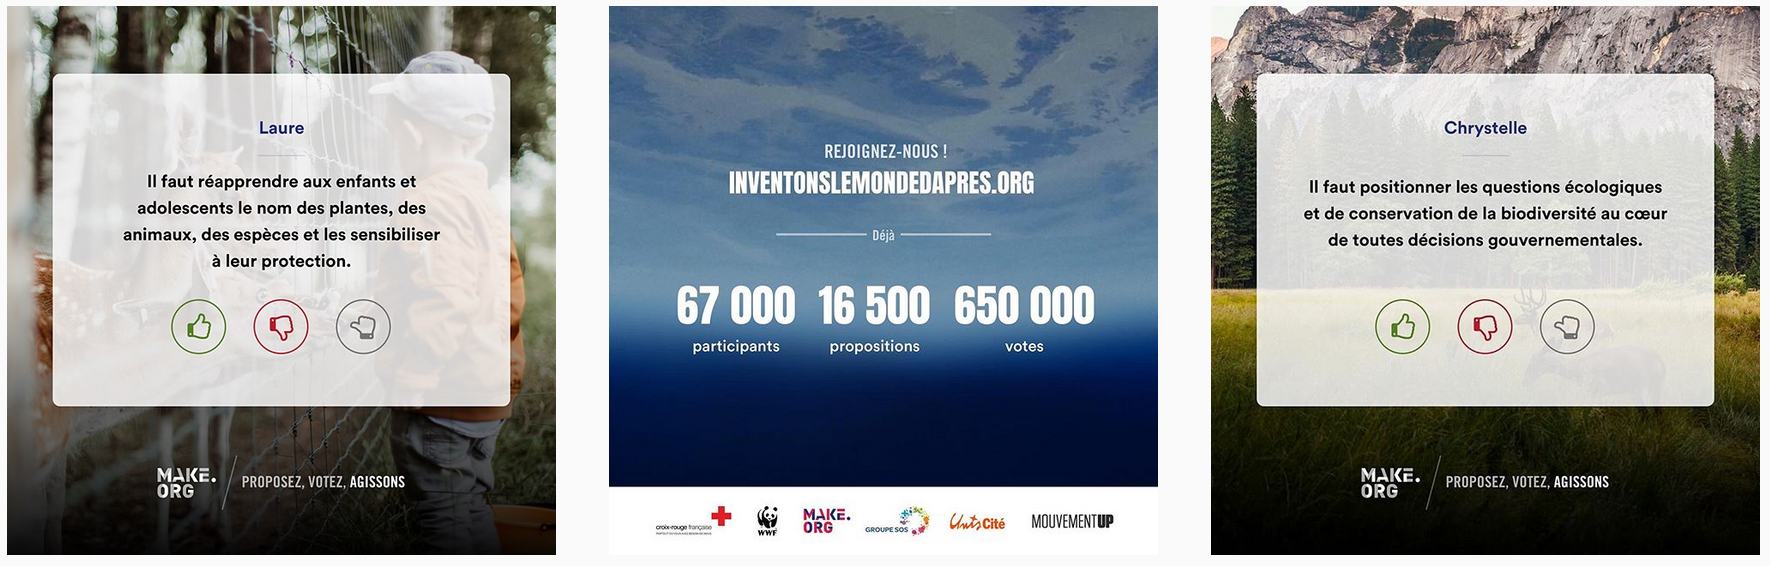 Laure
Il faut réapprendre aux enfants et
adolescents le nom des plantes, des
animaux, des espèces et les sensibiliser
à leur protection.
MAKE.
ORG
PROPOSEZ, VOTEZ, AGISSONS
REJOIGNEZ-NOUS !
INVENTONSLEMONDEDAPRES.ORG
Déjà
67 000 16 500 650 000
participants propositions votes
croix-rouge française
WWF
MAKE.
ORG
GROUPE SOS
Unis Cité
MOUVEMENTUP
Chrystelle
Il faut positionner les questions écologiques
et de conservation de la biodiversité au cœur
de toutes décisions gouvernementales.
MAKE.
ORG
PROPOSEZ, VOTEZ, AGISSONS